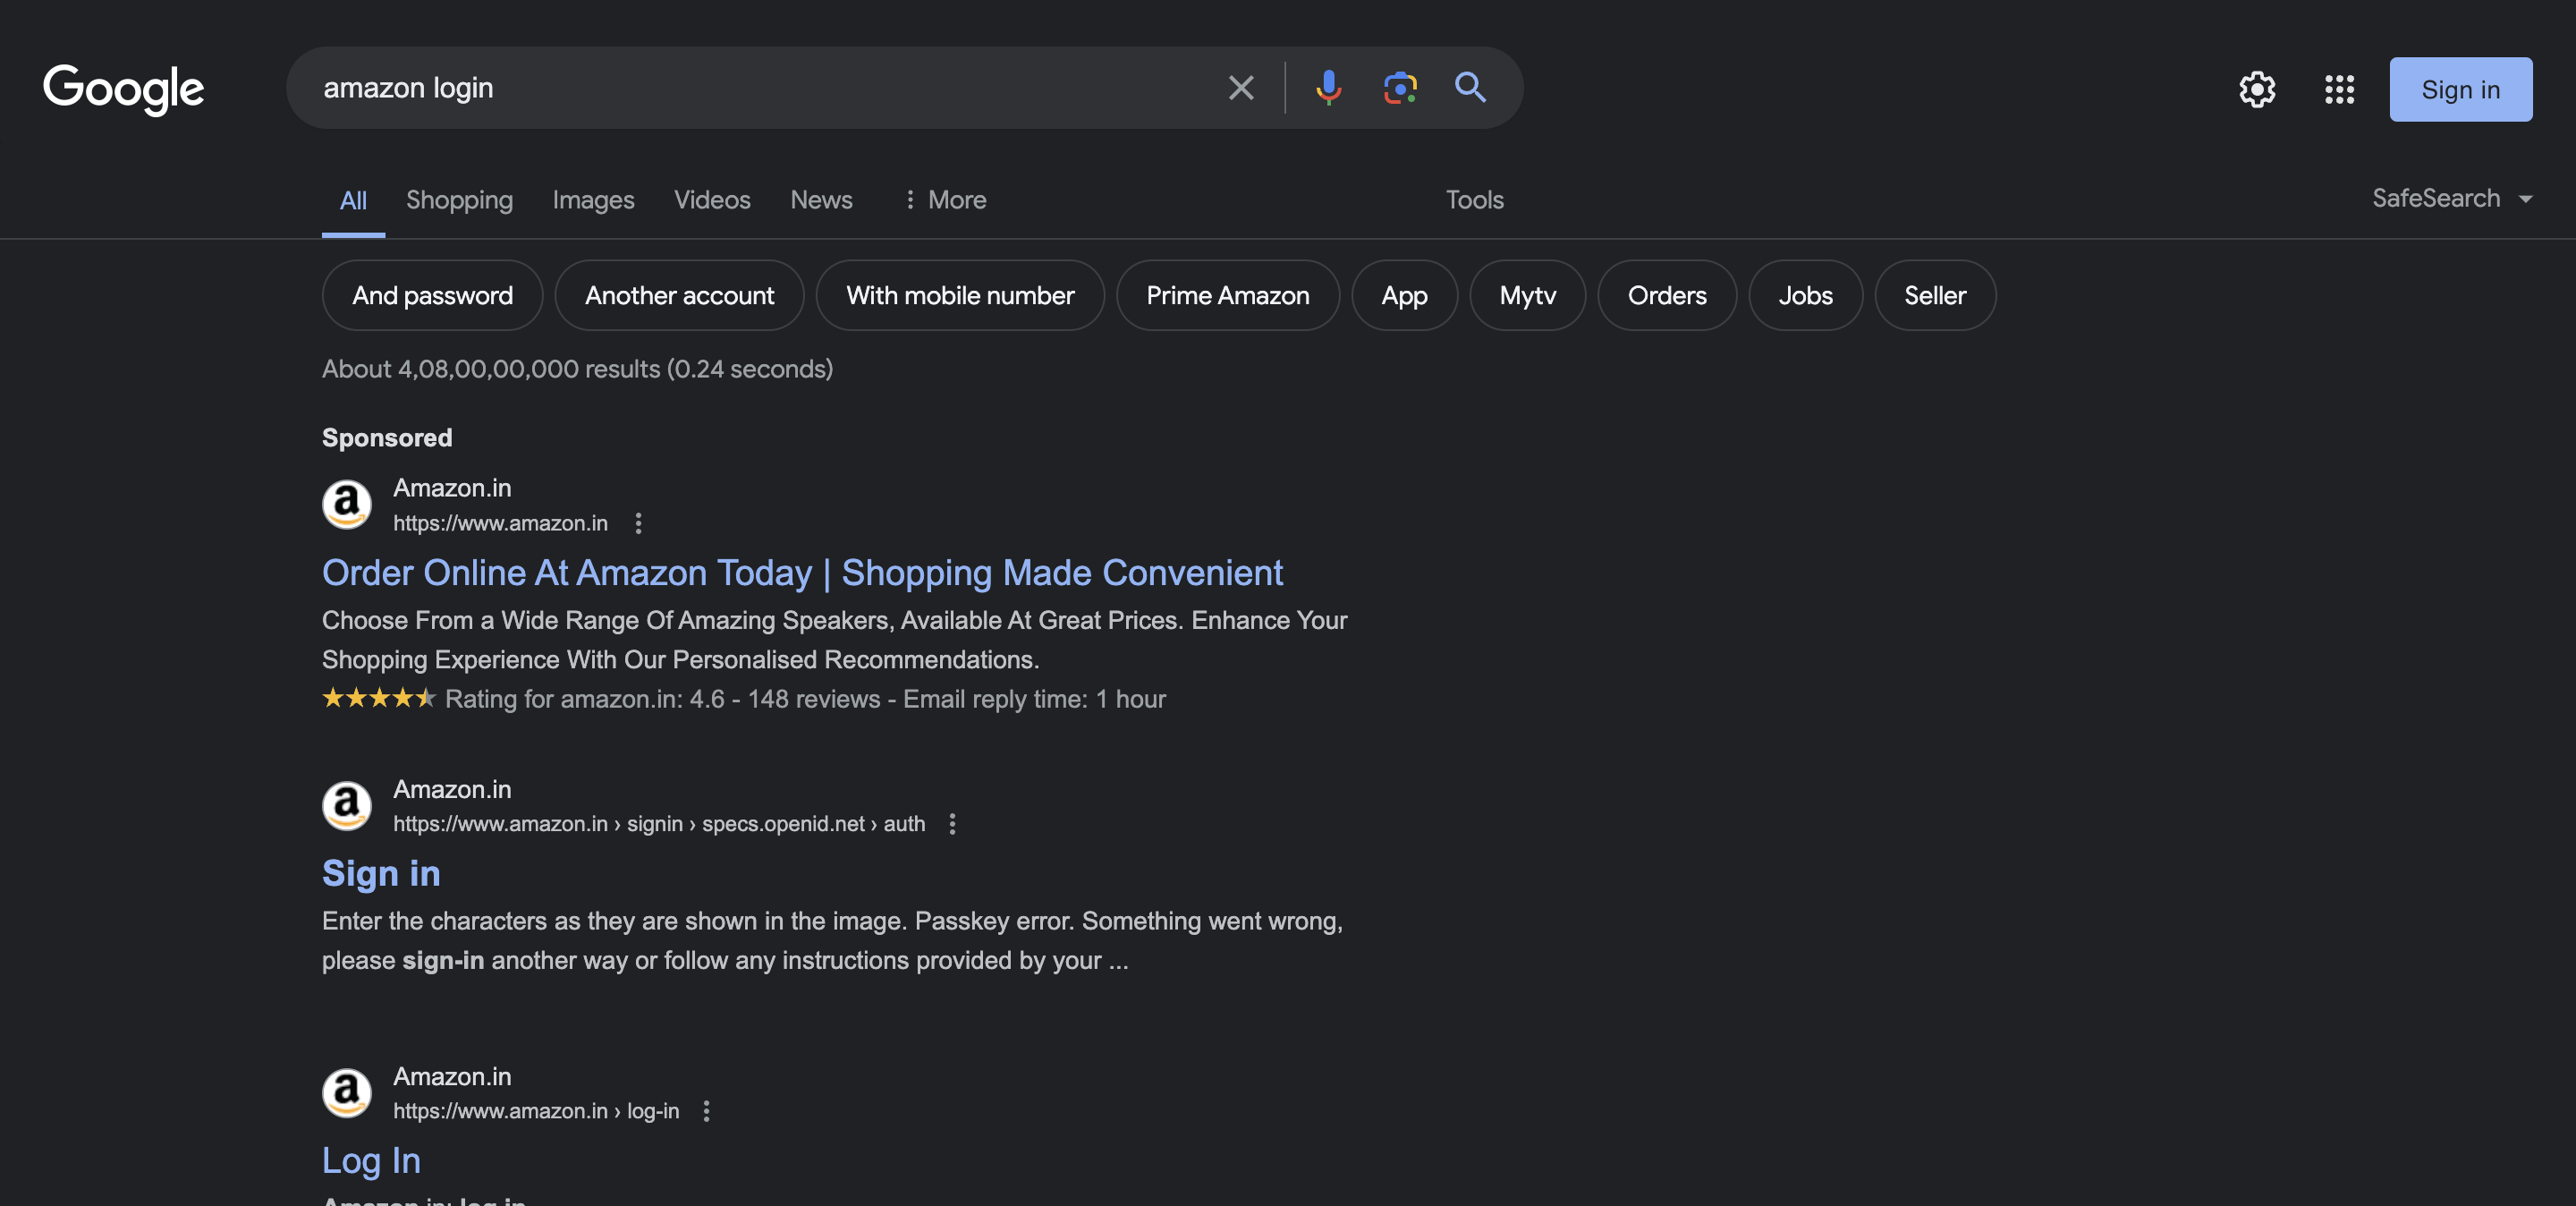 Google
amazon login
Sign in
All Shopping Images Videos News More Tools SafeSearch
And password Another account With mobile number Prime Amazon App Mytv Orders Jobs Seller
About 4,08,00,00,000 results (0.24 seconds)
Sponsored
a
Amazon.in
https://www.amazon.in
Order Online At Amazon Today | Shopping Made Convenient
Choose From a Wide Range Of Amazing Speakers, Available At Great Prices. Enhance Your
Shopping Experience With Our Personalised Recommendations.
Rating for amazon.in: 4.6 - 148 reviews - Email reply time: 1 hour
a
Amazon.in
https://www.amazon.in › signin › specs.openid.net › auth
Sign in
Enter the characters as they are shown in the image. Passkey error. Something went wrong,
please sign-in another way or follow any instructions provided by your ...
a
Amazon.in
https://www.amazon.in › log-in
Log In